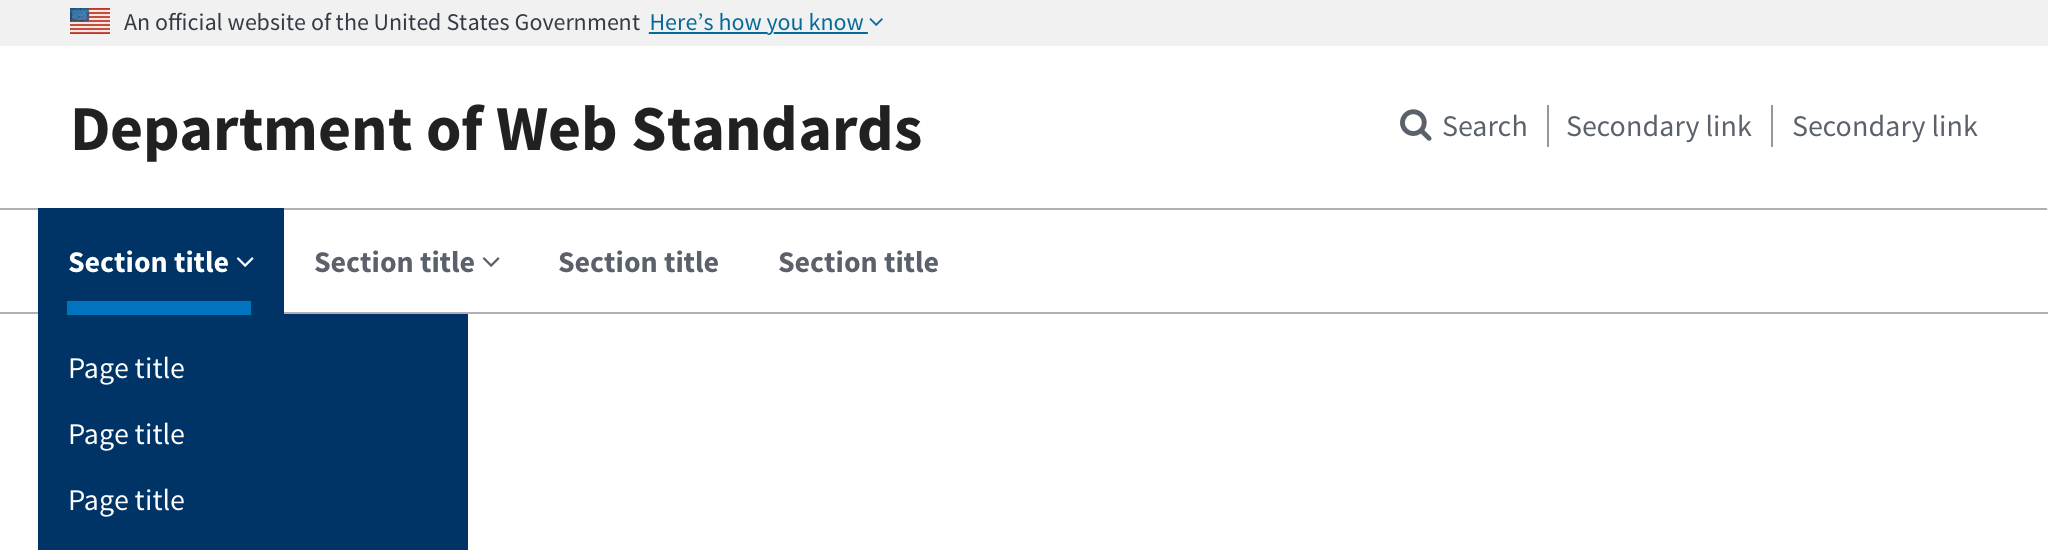 An official website of the United States Government Here’s how you know
Department of Web Standards
Search Secondary link Secondary link
Section title Section title Section title Section title
Page title
Page title
Page title